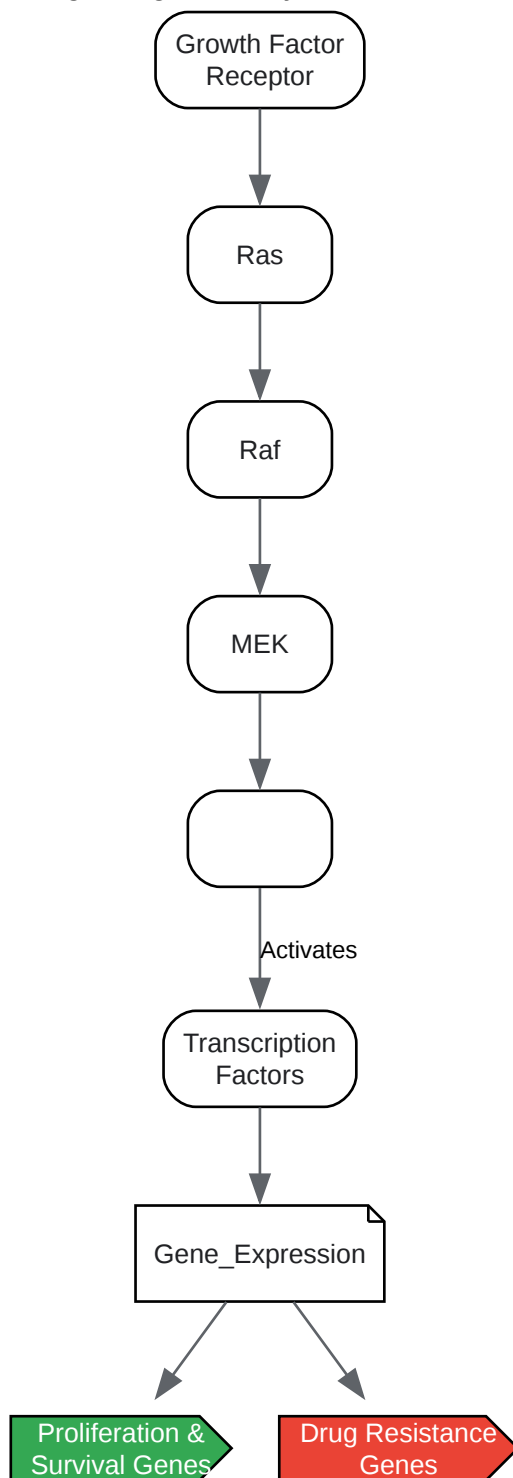 Growth Factor
Receptor
Ras
Raf
MEK
Activates
Transcription
Factors
Gene_Expression
Proliferation &
Survival Genes
Drug Resistance
Genes